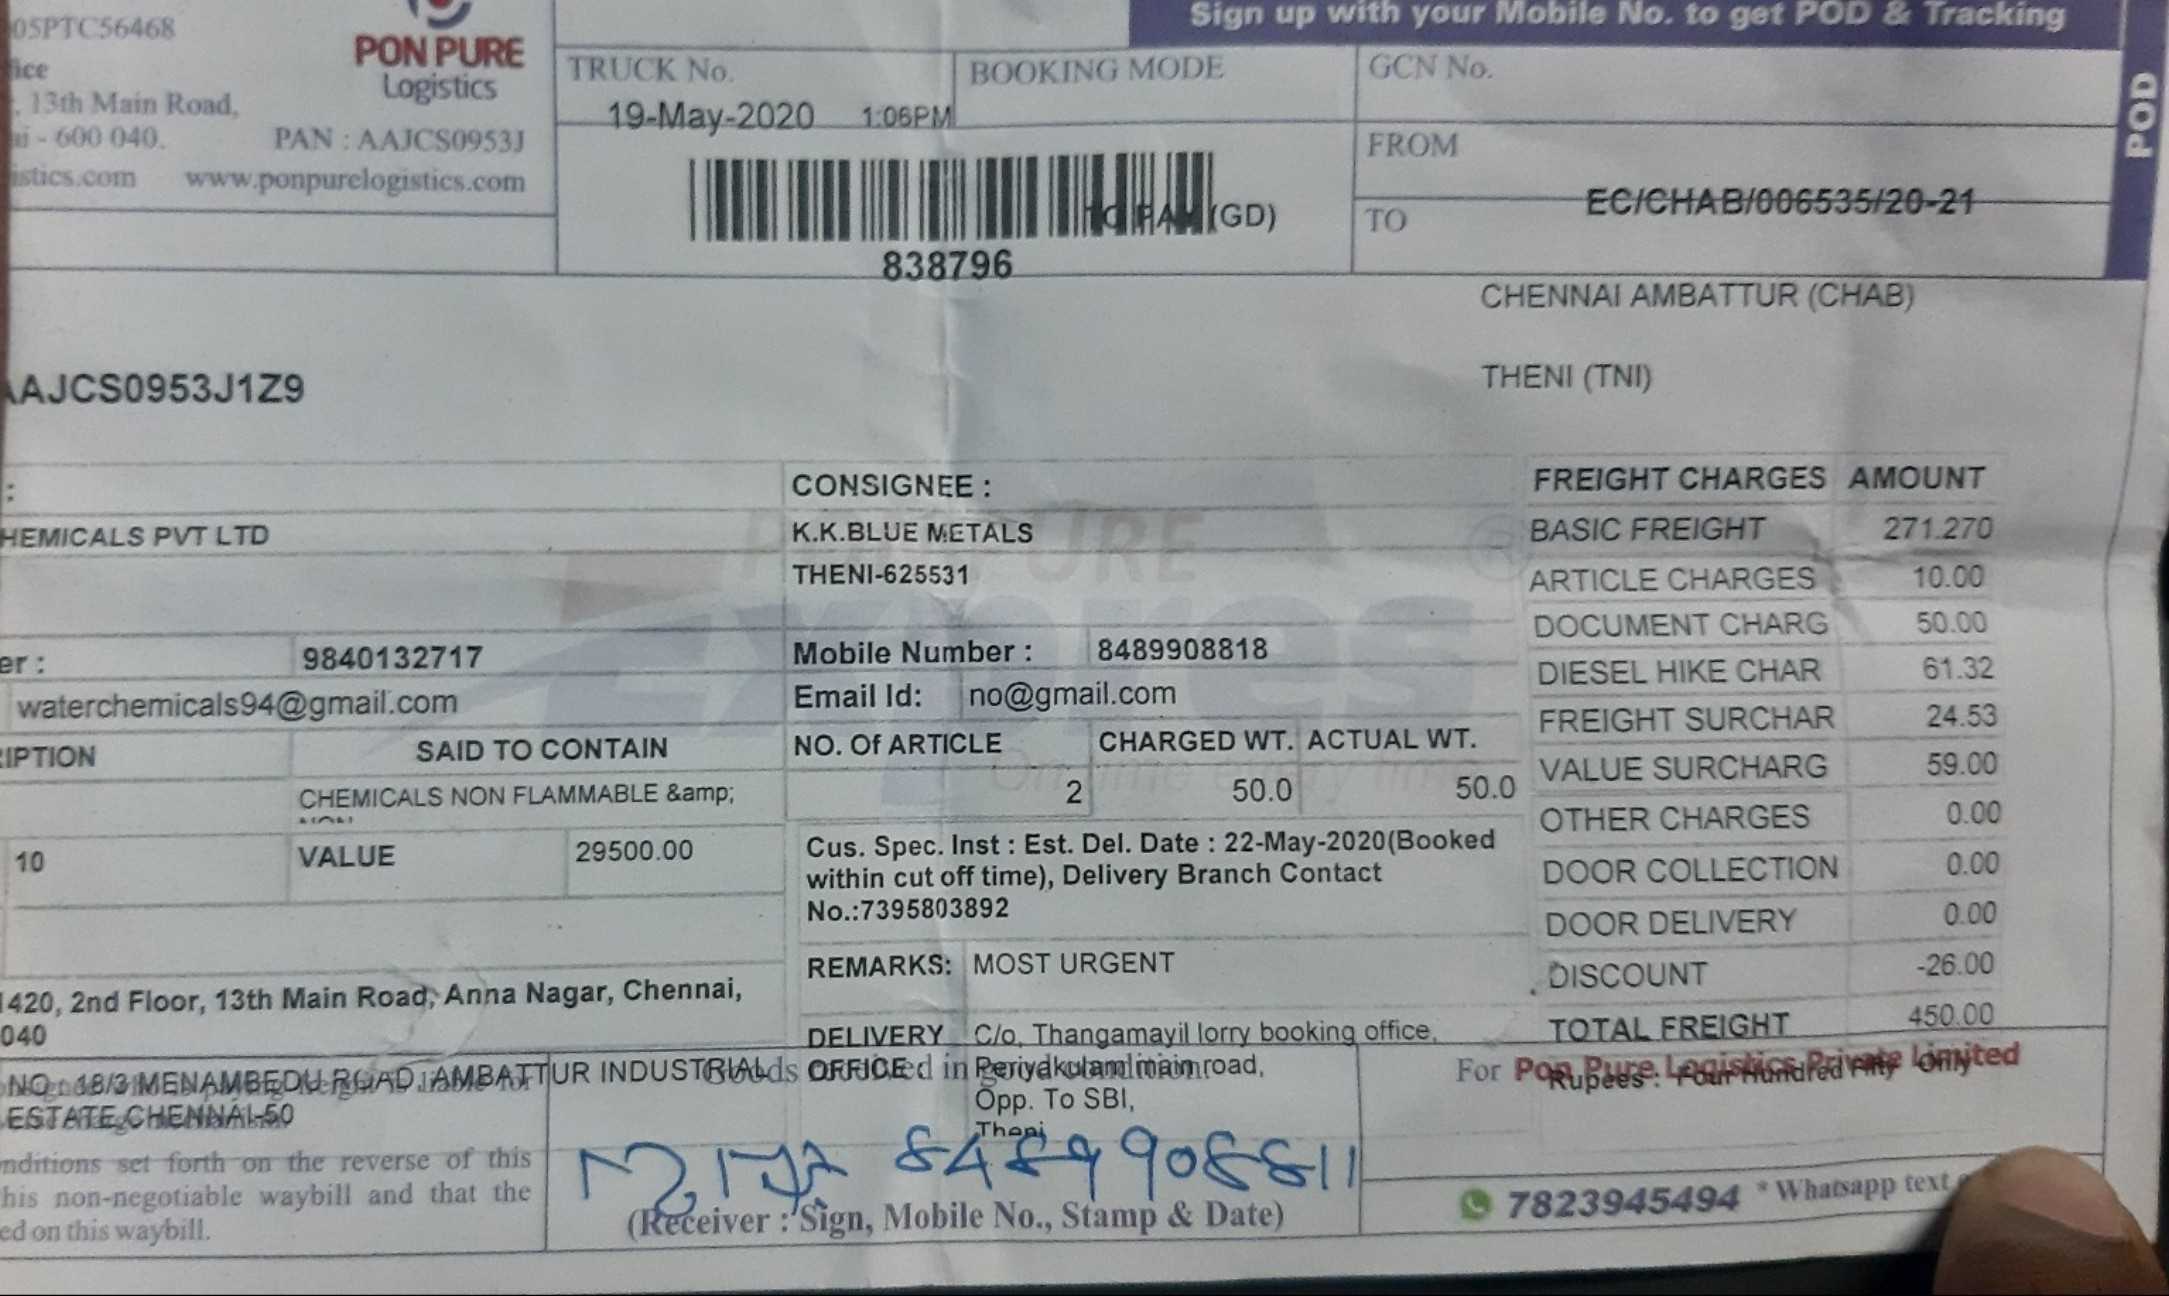 Sign up with your Mobile No. to get POD & Tracking
05PTC56468
PON PURE
Logistics
ice
, 13th Main Road,
ai - 600 040.
PAN : AAJCS0953J
istics.com www.ponpurelogistics.com
TRUCK No.
BOOKING MODE
GCN No.
POD
19-May-2020 1:06PM
FROM
EC/CHAB/006535/20-21
TO
(GD)
838796
CHENNAI AMBATTUR (CHAB)
THENI (TNI)
AAJCS0953J1Z9
:
HEMICALS PVT LTD
er : 9840132717
waterchemicals94@gmail.com
CONSIGNEE :
K.K.BLUE METALS
THENI-625531
Mobile Number : 8489908818
Email Id: no@gmail.com
RIPTION SAID TO CONTAIN
CHEMICALS NON FLAMMABLE &amp;
10 VALUE 29500.00
NO. Of ARTICLE CHARGED WT. ACTUAL WT.
2 50.0 50.0
Cus. Spec. Inst : Est. Del. Date : 22-May-2020(Booked
within cut off time), Delivery Branch Contact
No.:7395803892
REMARKS: MOST URGENT
DELIVERY C/o, Thangamayil lorry booking office,
OFFICE Periyakulam main road,
Opp. To SBI,
Theni
FREIGHT CHARGES AMOUNT
BASIC FREIGHT 271.270
ARTICLE CHARGES 10.00
DOCUMENT CHARG 50.00
DIESEL HIKE CHAR 61.32
FREIGHT SURCHAR 24.53
VALUE SURCHARG 59.00
OTHER CHARGES 0.00
DOOR COLLECTION 0.00
DOOR DELIVERY 0.00
DISCOUNT -26.00
TOTAL FREIGHT 450.00
For Pon Pure Logistics Private Limited
Rupees : Four Hundred Fifty Only
1420, 2nd Floor, 13th Main Road, Anna Nagar, Chennai,
040
NO : 18/3 MENAMBEDU ROAD, AMBATTUR INDUSTRIAL
ESTATE,CHENNAI-50
nditions set forth on the reverse of this
his non-negotiable waybill and that the
ed on this waybill.
8489908811
(Receiver : Sign, Mobile No., Stamp & Date)
7823945494 * Whatsapp text